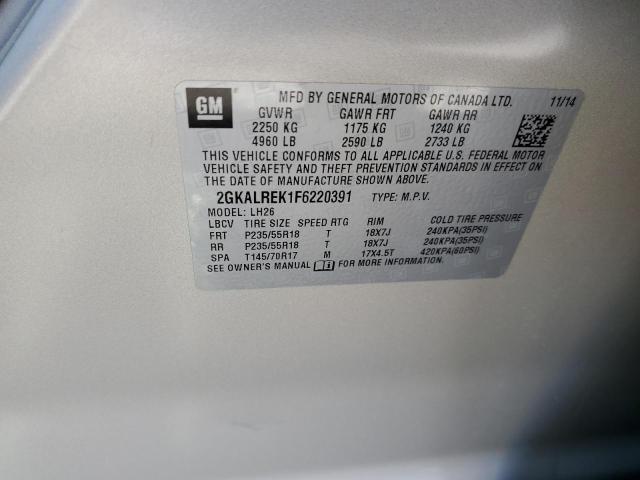 GM MFD BY GENERAL MOTORS OF CANADA LTD. 11/14
GVWR GAWR FRT GAWR RR
2250 KG 1175 KG 1240 KG
4960 LB 2590 LB 2733 LB
THIS VEHICLE CONFORMS TO ALL APPLICABLE U.S. FEDERAL MOTOR
VEHICLE SAFETY AND THEFT PREVENTION STANDARDS IN EFFECT ON
THE DATE OF MANUFACTURE SHOWN ABOVE.
2GKALREK1F6220391 TYPE: M.P.V.
MODEL: LH26
LBCV TIRE SIZE SPEED RTG RIM COLD TIRE PRESSURE
FRT P235/55R18 T 18X7J 240KPA(35PSI)
RR P235/55R18 T 18X7J 240KPA(35PSI)
SPA T145/70R17 M 17X4.5T 420KPA(60PSI)
SEE OWNER'S MANUAL FOR MORE INFORMATION.